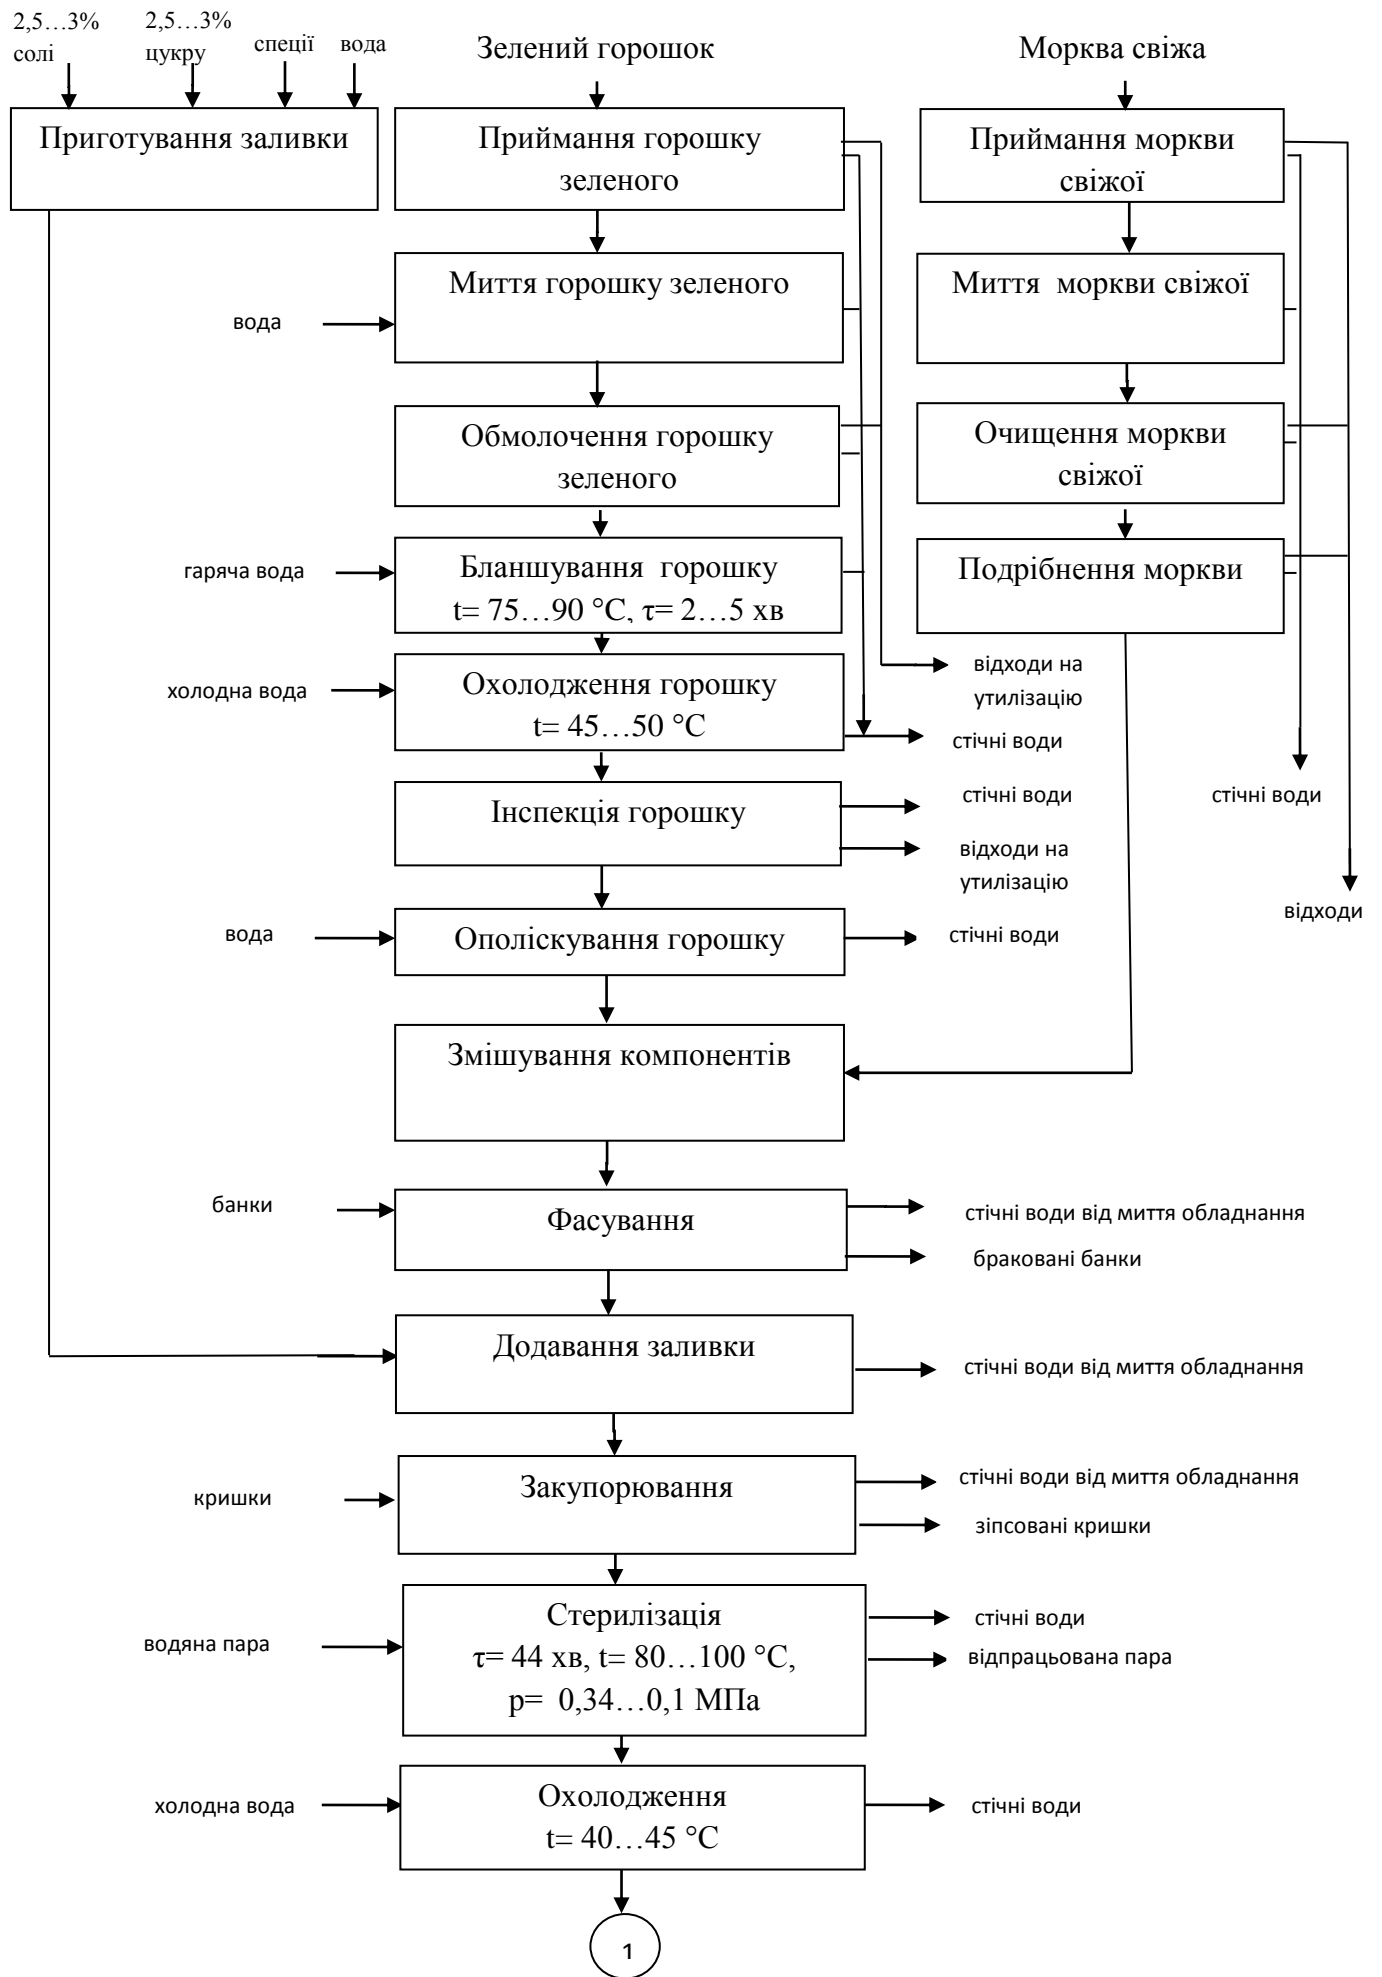 2,5…3%
солі
2,5…3%
цукру
спеції
вода
Зелений горошок
Морква свіжа
Приготування заливки
Приймання горошку
зеленого
Приймання моркви
свіжої
Миття горошку зеленого
Миття моркви свіжої
вода
Обмолочення горошку
зеленого
Очищення моркви
свіжої
гаряча вода
Бланшування горошку
t= 75…90 °С, τ= 2…5 хв
Подрібнення моркви
холодна вода
Охолодження горошку
t= 45…50 °С
відходи на
утилізацію
стічні води
Інспекція горошку
стічні води
відходи на
утилізацію
стічні води
відходи
вода
Ополіскування горошку
стічні води
Змішування компонентів
банки
Фасування
стічні води від миття обладнання
браковані банки
Додавання заливки
стічні води від миття обладнання
кришки
Закупорювання
стічні води від миття обладнання
зіпсовані кришки
водяна пара
Стерилізація
τ= 44 хв, t= 80…100 °С,
р= 0,34…0,1 МПа
стічні води
відпрацьована пара
холодна вода
Охолодження
t= 40…45 °С
стічні води
1